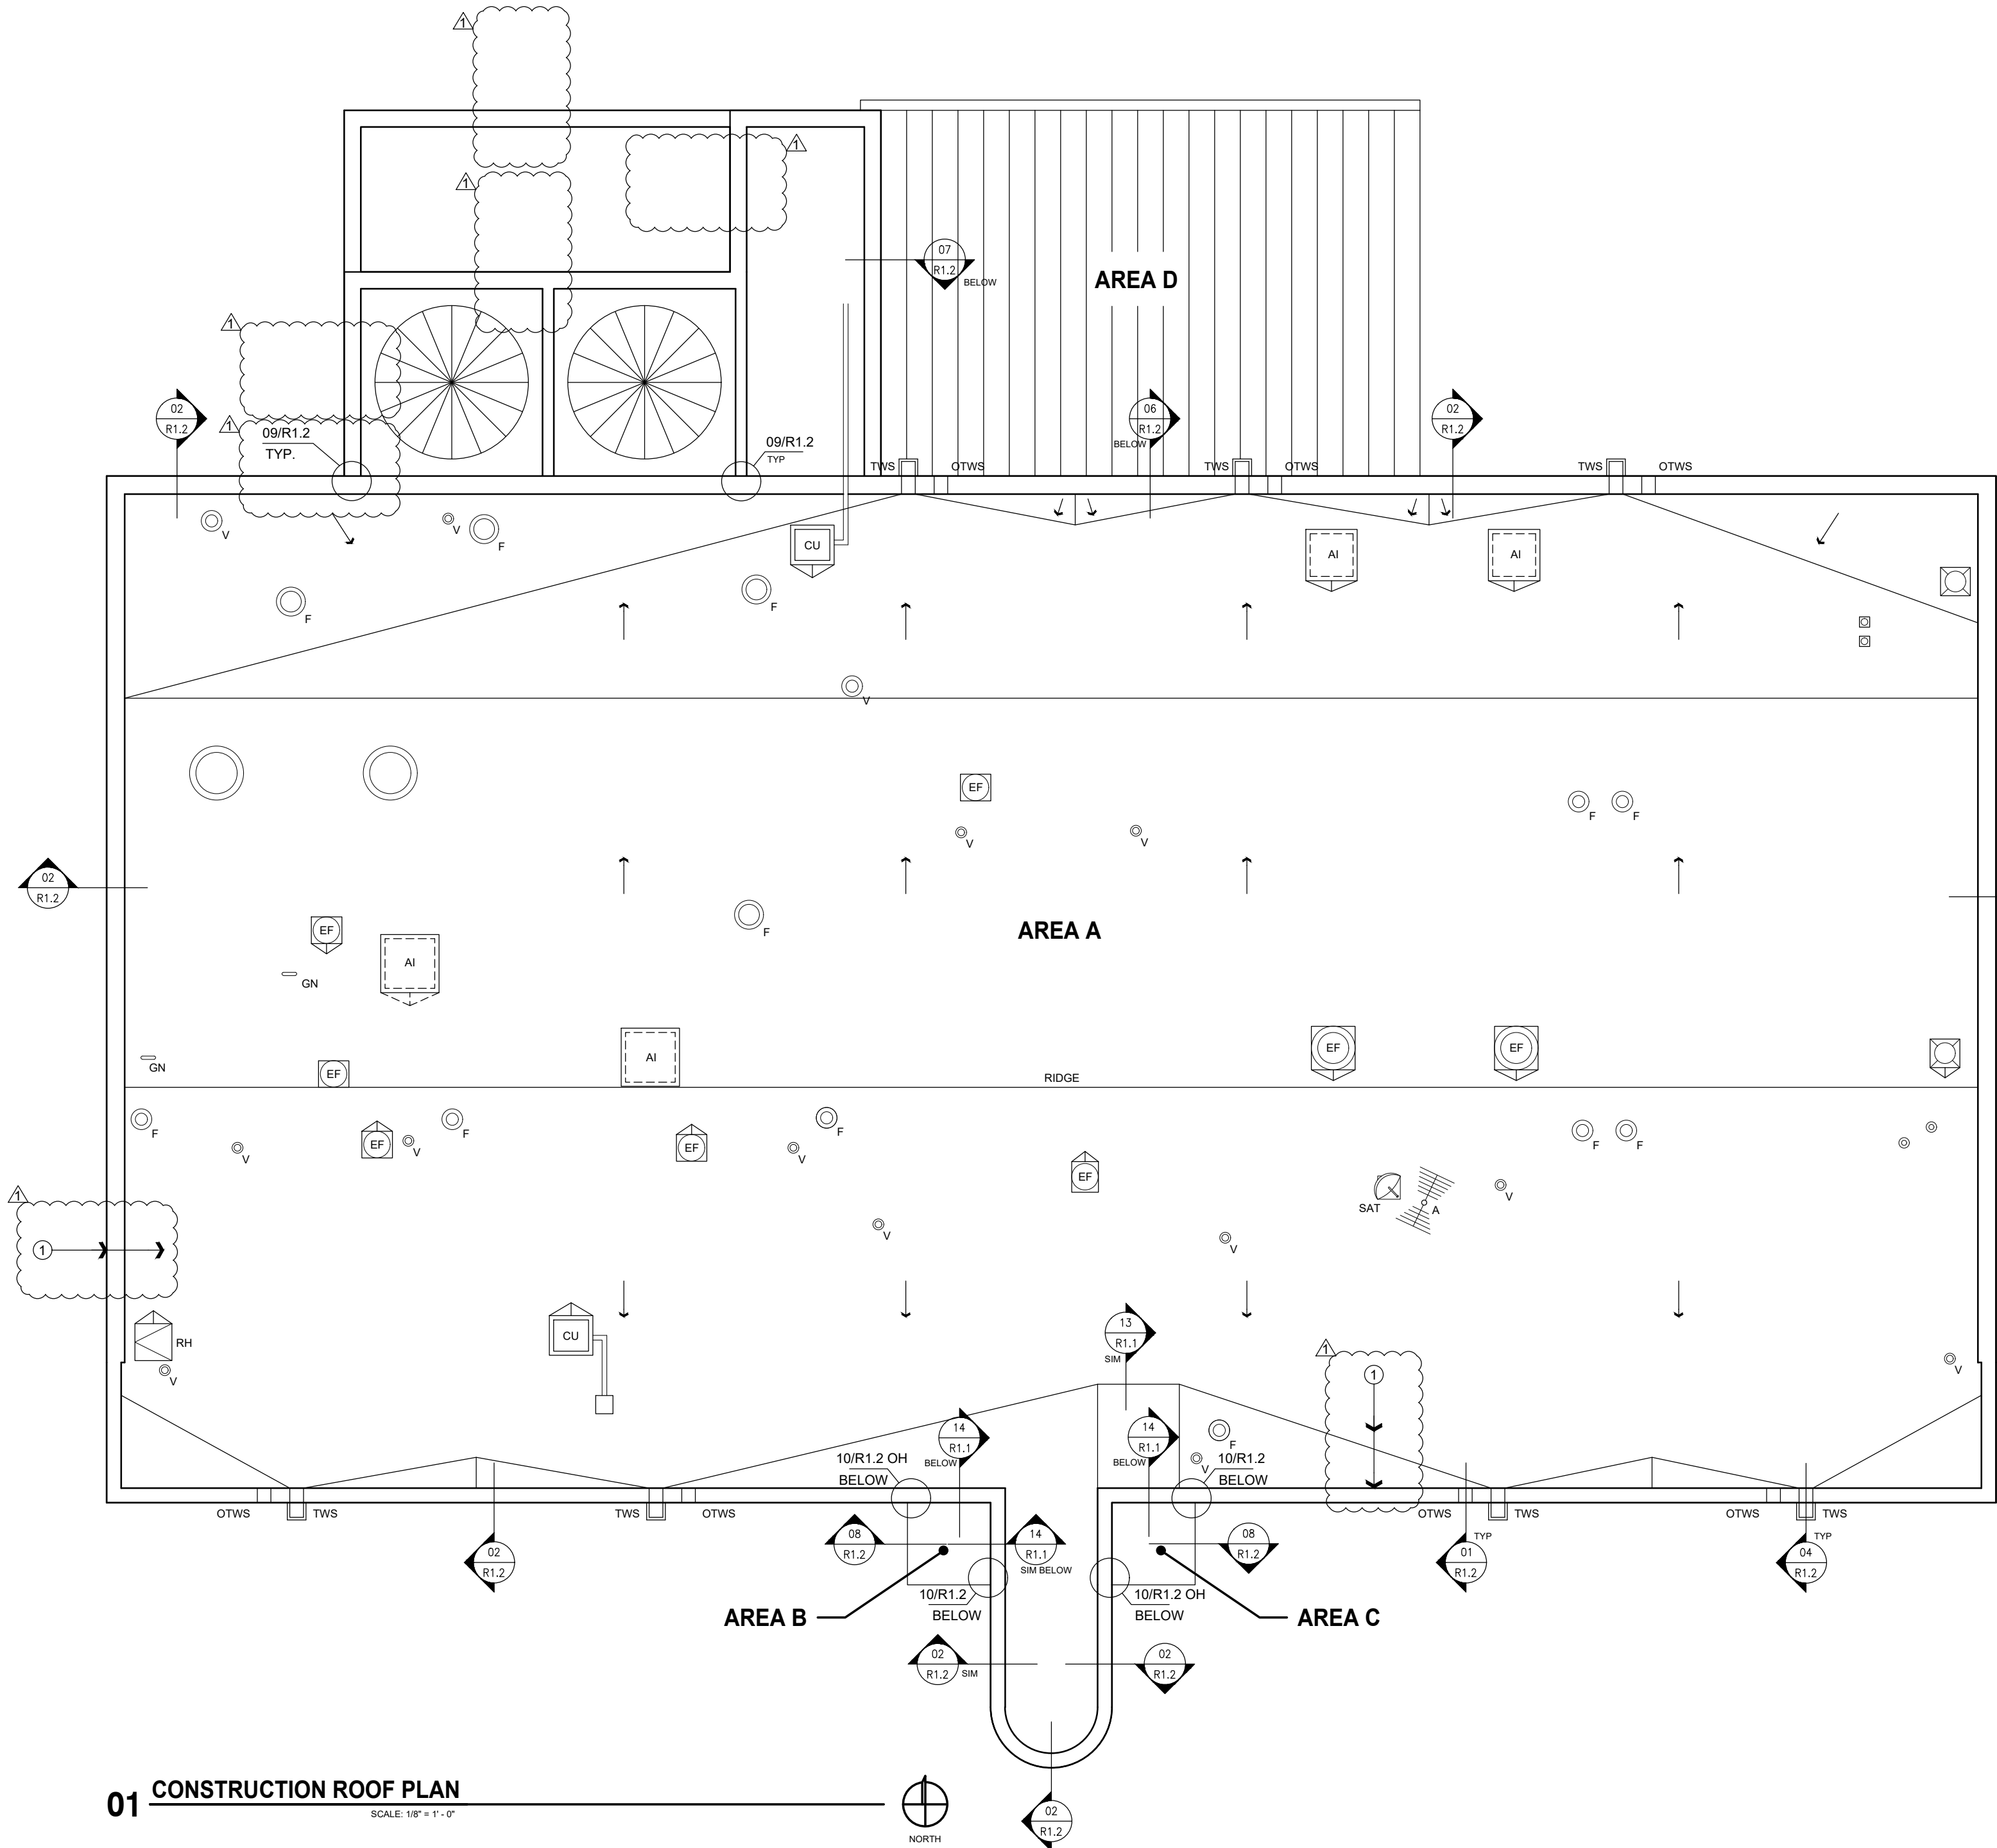 1
1
1
07
R1.2
BELOW
AREA D
1
02
R1.2
1
09/R1.2
TYP.
09/R1.2
TYP
06
R1.2
BELOW
02
R1.2
TWS
OTWS
TWS
OTWS
TWS
OTWS
V
V
F
CU
AI
AI
F
F
V
EF
F
F
V
V
02
R1.2
EF
F
AREA A
AI
GN
AI
EF
EF
GN
EF
RIDGE
F
F
F
F
F
V
EF
V
EF
V
EF
V
SAT
A
1
1
V
V
RH
V
CU
13
R1.1
SIM
1
1
V
14
R1.1
BELOW
14
R1.1
BELOW
F
V
10/R1.2 OH
BELOW
10/R1.2
BELOW
OTWS
TWS
TWS
OTWS
OTWS
TWS
OTWS
TWS
02
R1.2
08
R1.2
14
R1.1
SIM BELOW
08
R1.2
TYP
01
R1.2
TYP
04
R1.2
10/R1.2
BELOW
10/R1.2 OH
BELOW
AREA B
AREA C
02
R1.2
SIM
02
R1.2
01
CONSTRUCTION ROOF PLAN
SCALE: 1/8" = 1' - 0"
NORTH
02
R1.2